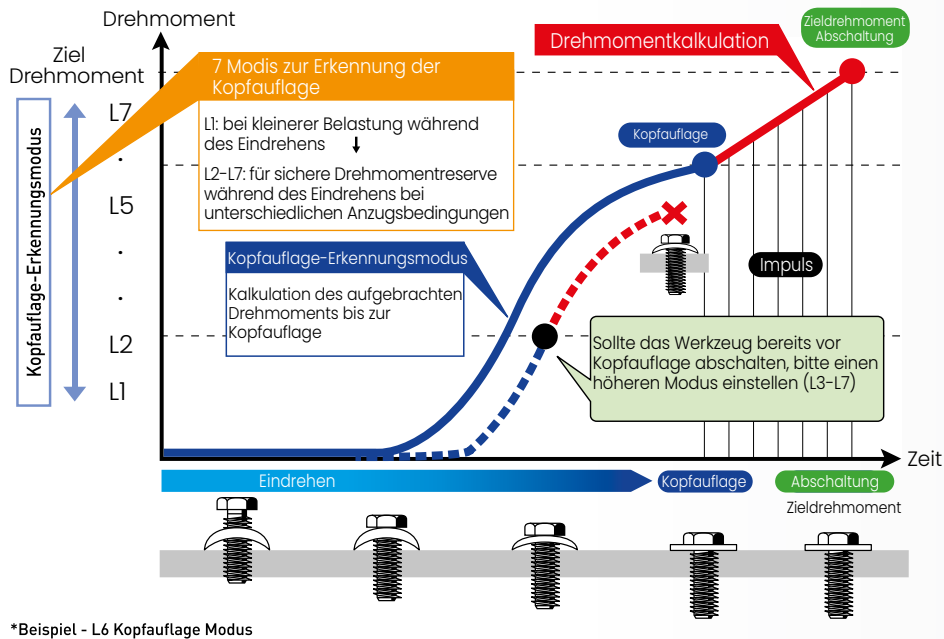 Drehmoment
Ziel
Drehmoment
Kopfauflage-Erkennungsmodus
L7
.
L5
.
.
L2
L1
7 Modis zur Erkennung der
Kopfauflage
L1: bei kleinerer Belastung während
des Eindrehens
L2-L7: für sichere Drehmomentreserve
während des Eindrehens bei
unterschiedlichen Anzugsbedingungen
Kopfauflage-Erkennungsmodus
Kalkulation des aufgebrachten
Drehmoments bis zur
Kopfauflage
Drehmomentkalkulation
Zieldrehmoment
Abschaltung
Kopfauflage
Impuls
Sollte das Werkzeug bereits vor
Kopfauflage abschalten, bitte einen
höheren Modus einstellen (L3-L7)
Zeit
Eindrehen
Kopfauflage
Abschaltung
Zieldrehmoment
*Beispiel - L6 Kopfauflage Modus